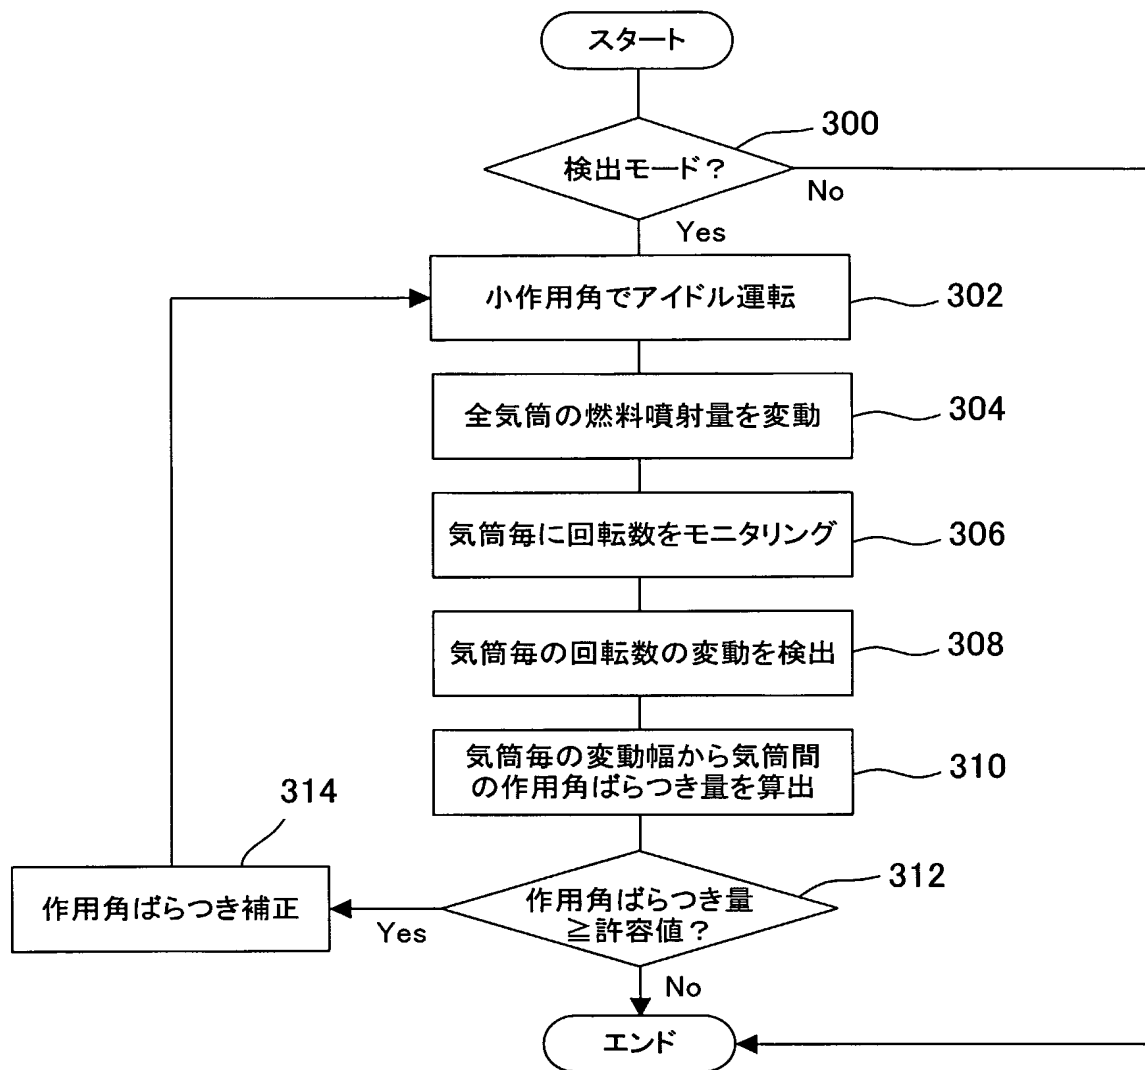 スタート
300
検出モード？
No
Yes
小作用角でアイドル運転
302
全気筒の燃料噴射量を変動
304
気筒毎に回転数をモニタリング
306
気筒毎の回転数の変動を検出
308
気筒毎の変動幅から気筒間
の作用角ばらつき量を算出
310
314
作用角ばらつき補正
312
作用角ばらつき量
≧許容値？
Yes
No
エンド